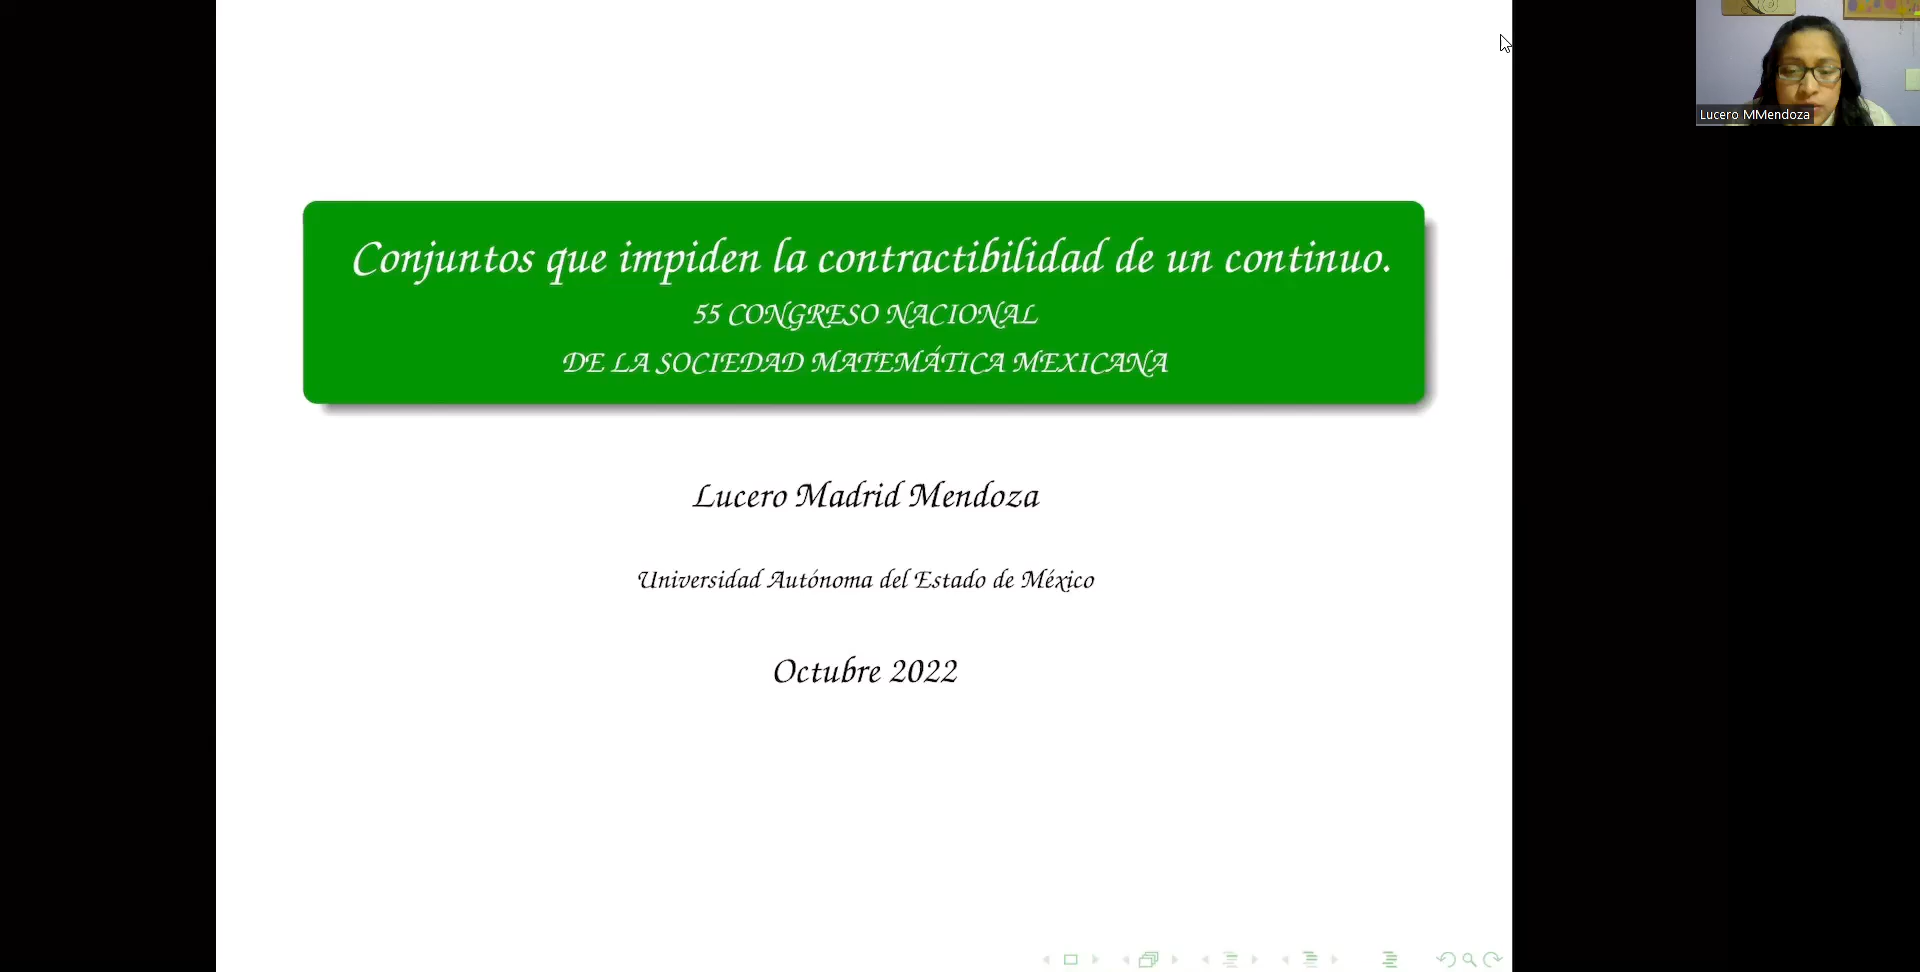 Conjuntos que impiden la contractibilidad de un continuo.
55 CONGRESO NACIONAL
DE LA SOCIEDAD MATEMÁTICA MEXICANA
Lucero Madrid Mendoza
Universidad Autónoma del Estado de México
Octubre 2022
Lucero MMendoza